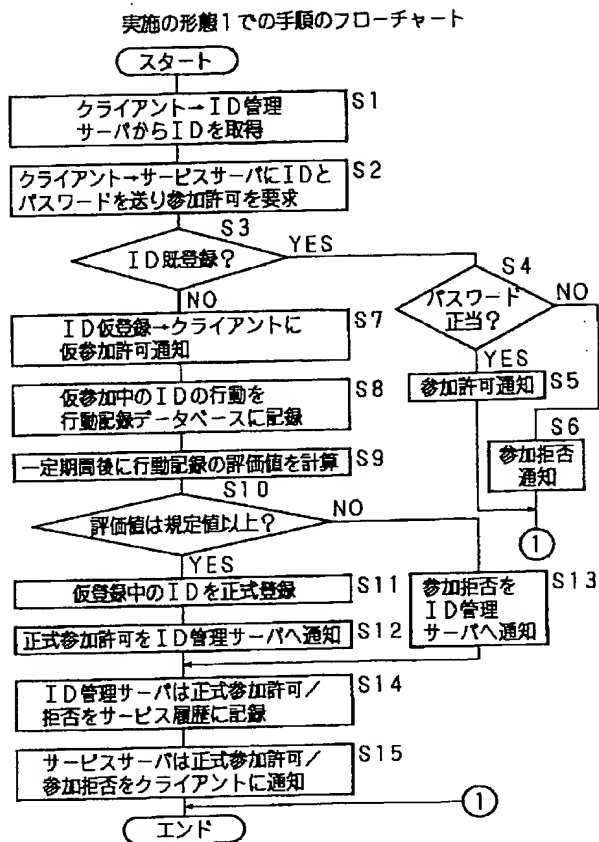 実施の形態1での手順のフローチャート
スタート
クライアント→ID管理
サーバからIDを取得
S1
クライアント→サービスサーバにIDと
パスワードを送り参加許可を要求
S2
S3
ID既登録?
YES
NO
S4
パスワード
正当?
NO
YES
参加許可通知
S5
S6
参加拒否
通知
1
ID仮登録→クライアントに
仮参加許可通知
S7
仮参加中のIDの行動を
行動記録データベースに記録
S8
一定期間後に行動記録の評価値を計算
S9
S10
評価値は規定値以上?
NO
YES
仮登録中のIDを正式登録
S11
正式参加許可をID管理サーバへ通知
S12
参加拒否を
ID管理
サーバへ通知
S13
ID管理サーバは正式参加許可/
拒否をサービス履歴に記録
S14
サービスサーバは正式参加許可/
参加拒否をクライアントに通知
S15
1
エンド